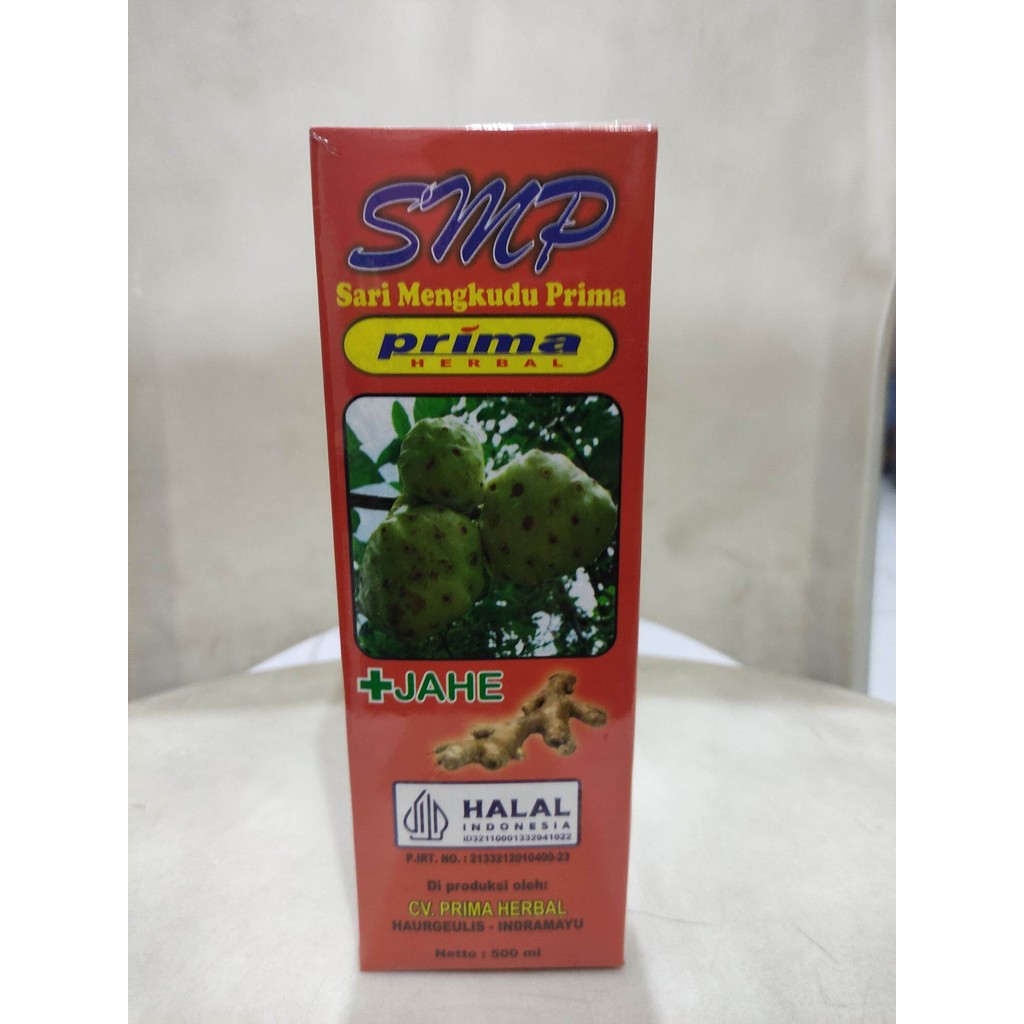 SMP
Sari Mengkudu Prima
prima
HERBAL
+JAHE
HALAL
INDONESIA
ID32110001332941022
P.IRT. NO. : 2133212010400-23
Di produksi oleh:
CV. PRIMA HERBAL
HAURGEULIS - INDRAMAYU
Netto : 500 ml